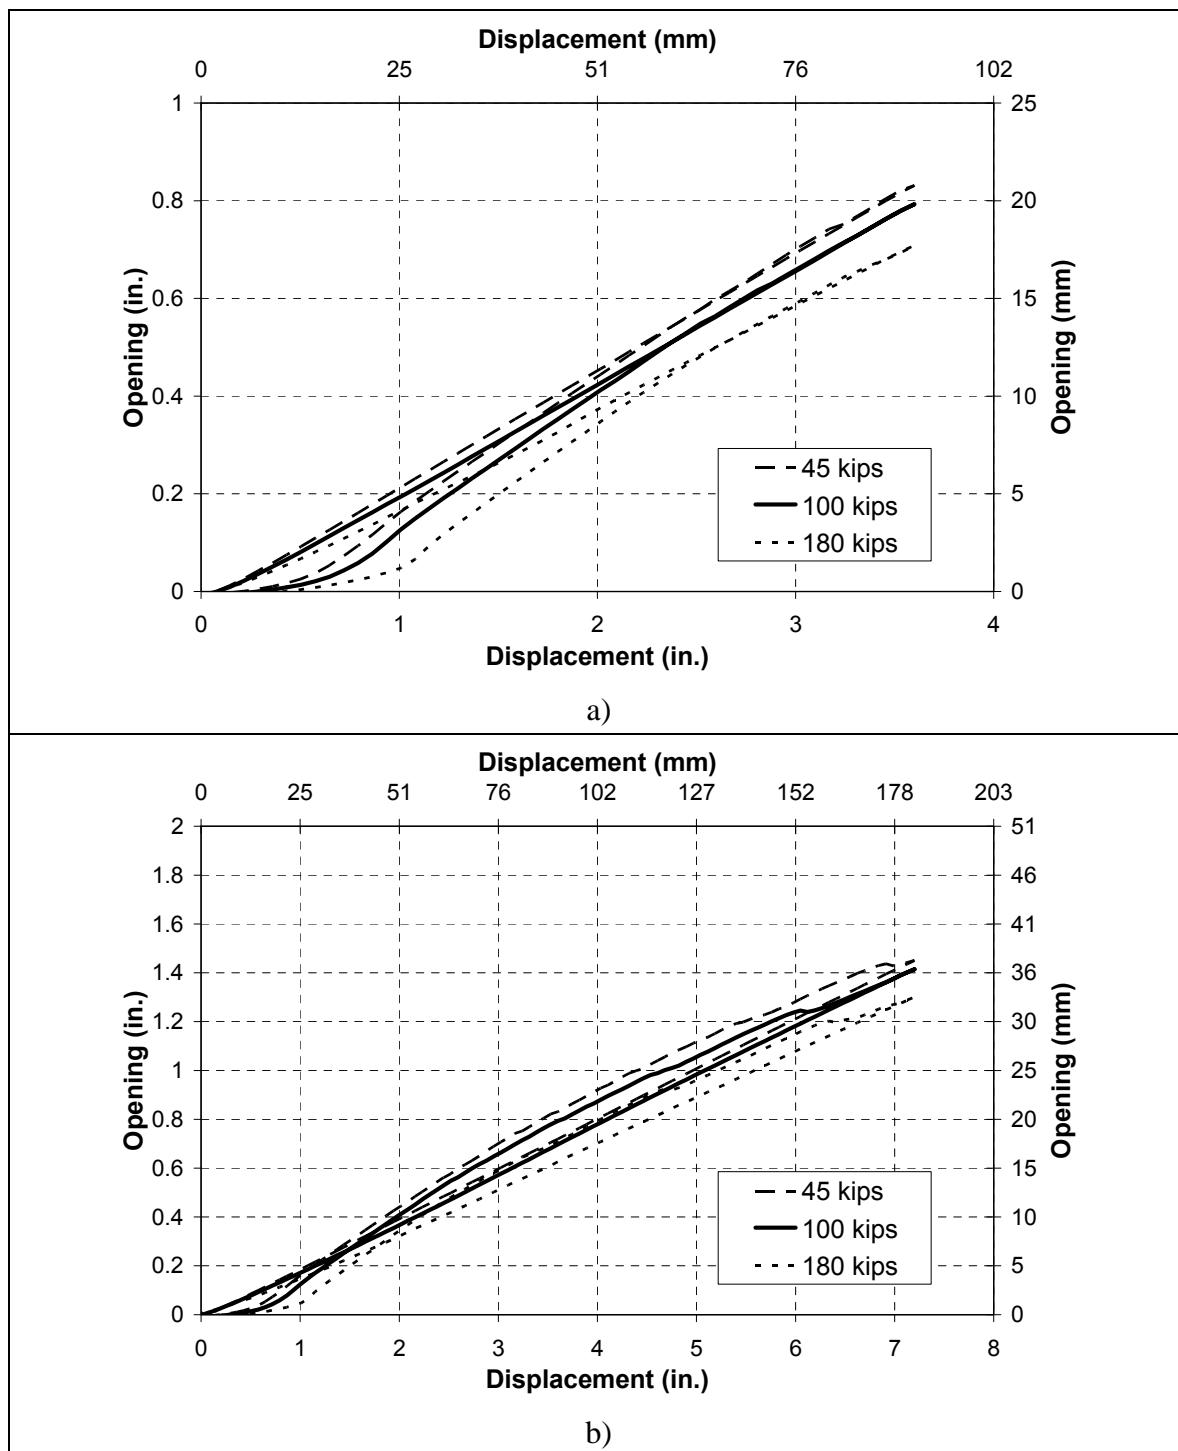 Displacement (mm)
0 25 51 76 102
1 25
0.8 20
0.6 15
0.4 10
0.2 5
0 0
Opening (in.)
Opening (mm)
45 kips
100 kips
180 kips
0 1 2 3 4
Displacement (in.)
a)
Displacement (mm)
0 25 51 76 102 127 152 178 203
2 51
1.8 46
1.6 41
1.4 36
1.2 30
1 25
0.8 20
0.6 15
0.4 10
0.2 5
0 0
Opening (in.)
Opening (mm)
45 kips
100 kips
180 kips
0 1 2 3 4 5 6 7 8
Displacement (in.)
b)